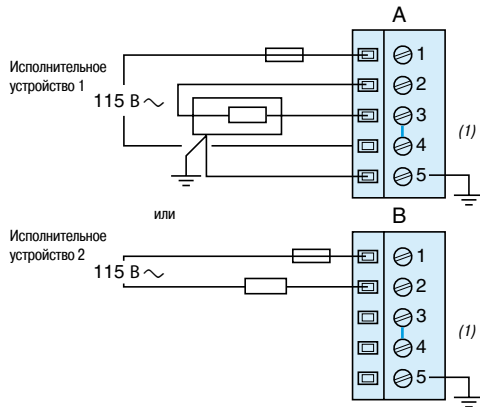 A
1
Исполнительное
устройство 1
2
115 В ~
3
(1)
4
5
или
B
Исполнительное
устройство 2
1
115 В ~
2
3
(1)
4
5